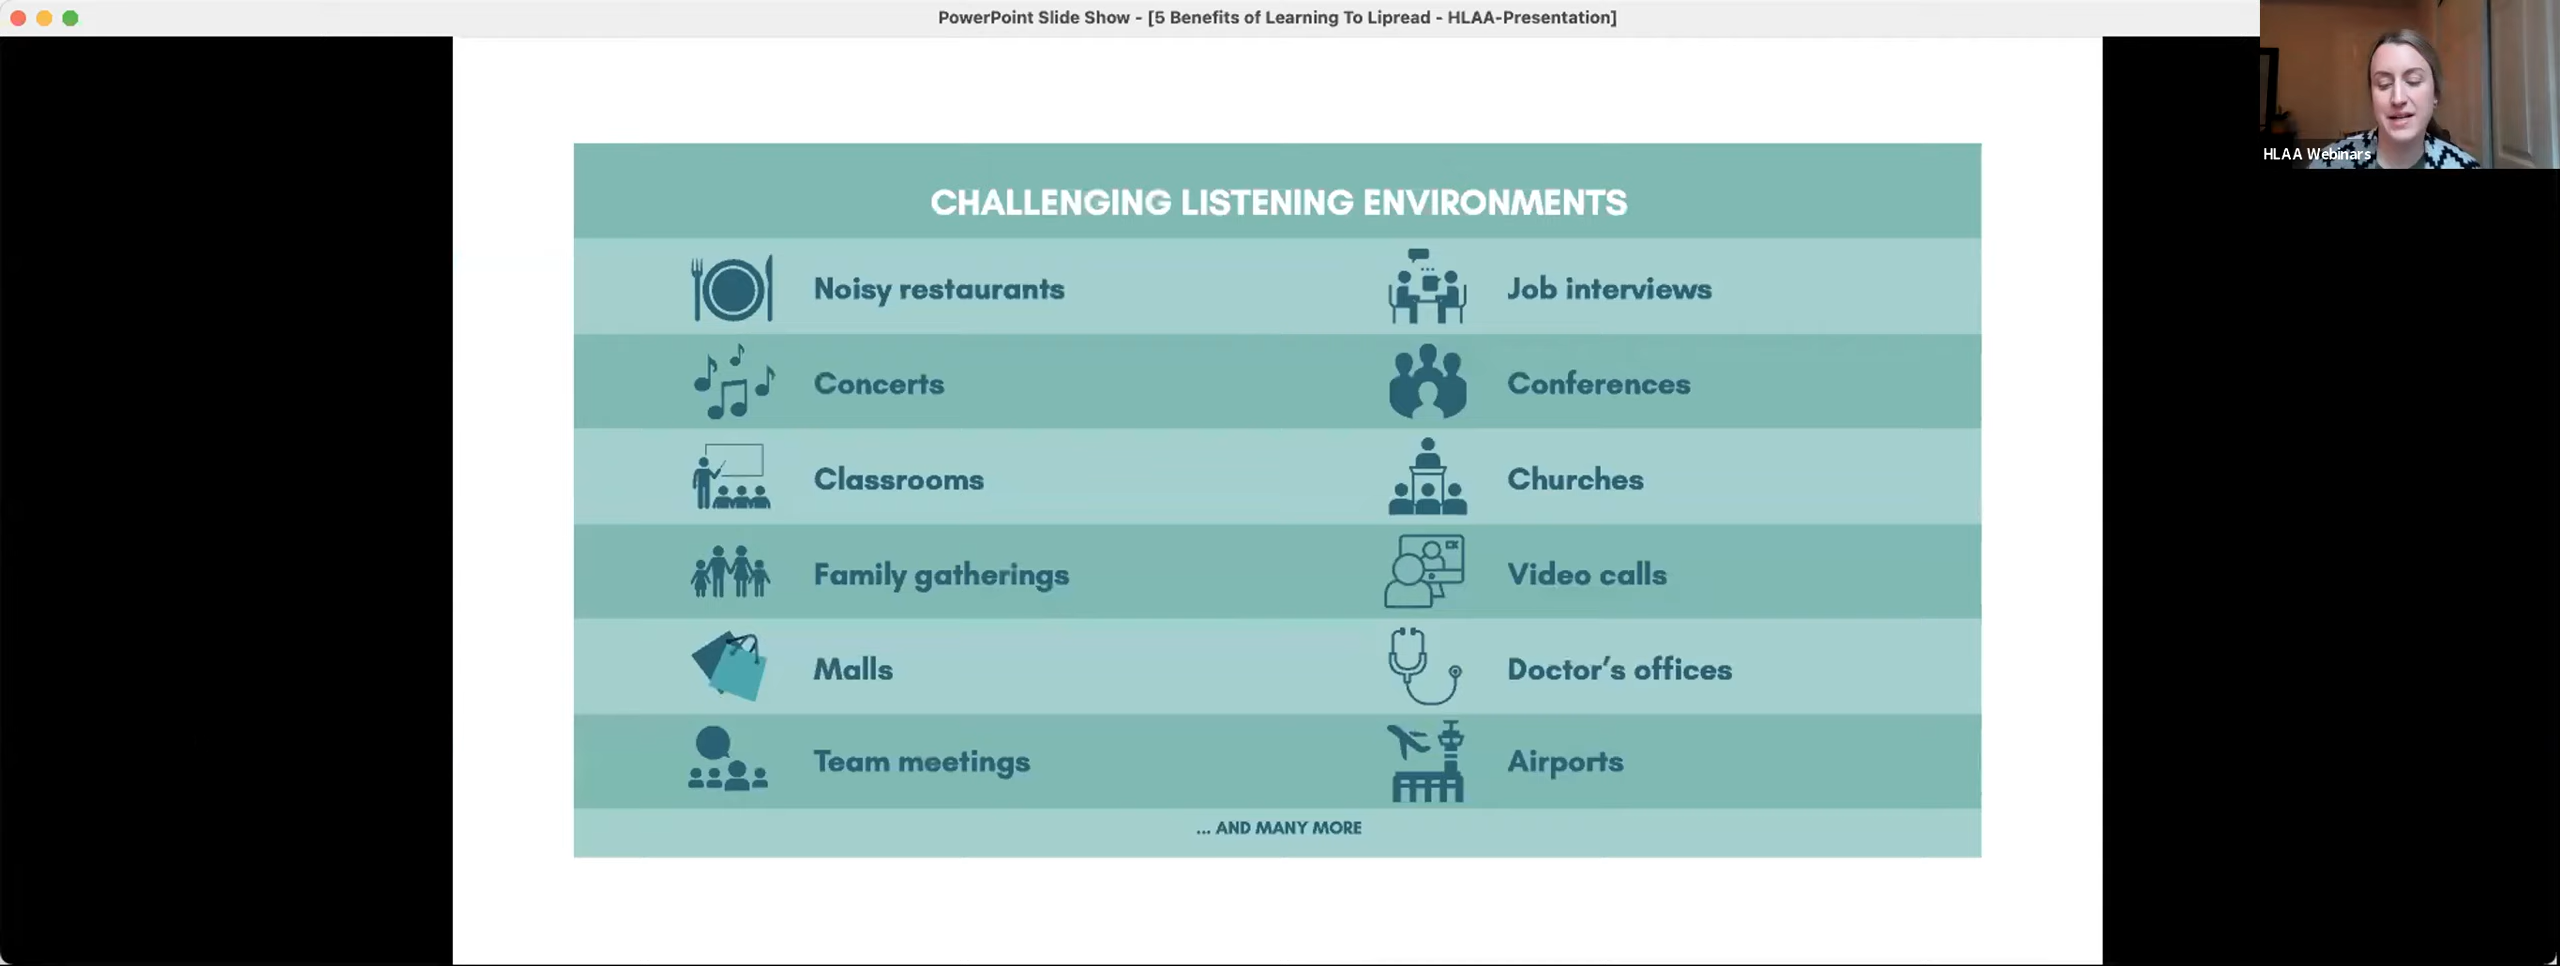 PowerPoint Slide Show - [5 Benefits of Learning To Lipread - HLAA-Presentation]
HLAA Webinars
CHALLENGING LISTENING ENVIRONMENTS
Noisy restaurants
Job interviews
Concerts
Conferences
Classrooms
Churches
Family gatherings
Video calls
Malls
Doctor’s offices
Team meetings
Airports
... AND MANY MORE